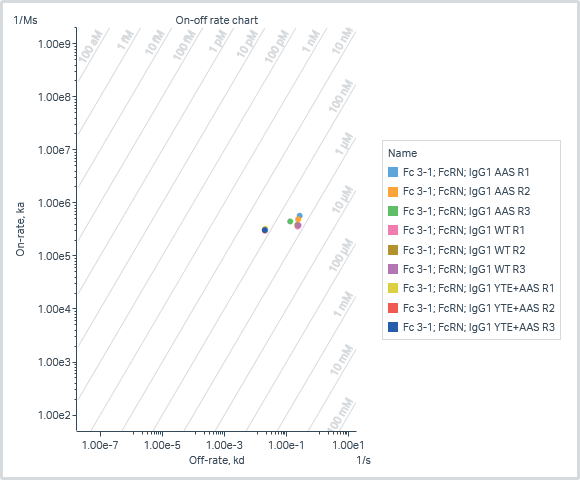 1/Ms
On-off rate chart
100 aM
1 fM
10 fM
100 fM
1 pM
10 pM
100 pM
1 nM
10 nM
100 nM
1 µM
10 µM
100 µM
1 mM
10 mM
100 mM
1.00e9
1.00e8
1.00e7
1.00e6
1.00e5
1.00e4
1.00e3
1.00e2
On-rate, ka
1.00e-7
1.00e-5
1.00e-3
1.00e-1
1.00e1
Off-rate, kd
1/s
Name
Fc 3-1; FcRN; IgG1 AAS R1
Fc 3-1; FcRN; IgG1 AAS R2
Fc 3-1; FcRN; IgG1 AAS R3
Fc 3-1; FcRN; IgG1 WT R1
Fc 3-1; FcRN; IgG1 WT R2
Fc 3-1; FcRN; IgG1 WT R3
Fc 3-1; FcRN; IgG1 YTE+AAS R1
Fc 3-1; FcRN; IgG1 YTE+AAS R2
Fc 3-1; FcRN; IgG1 YTE+AAS R3